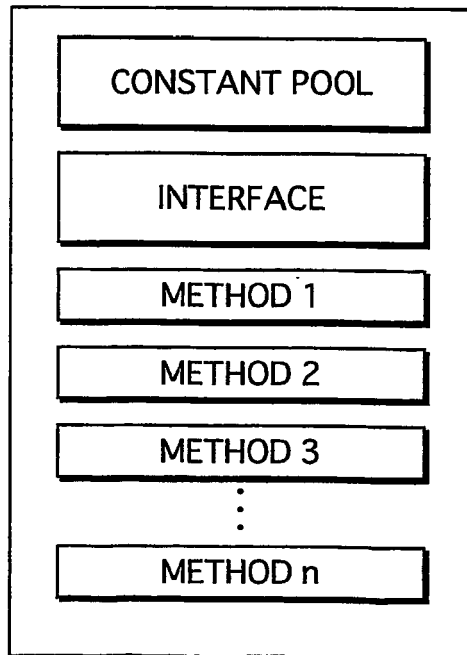 CONSTANT POOL
INTERFACE
METHOD 1
METHOD 2
METHOD 3
METHOD n